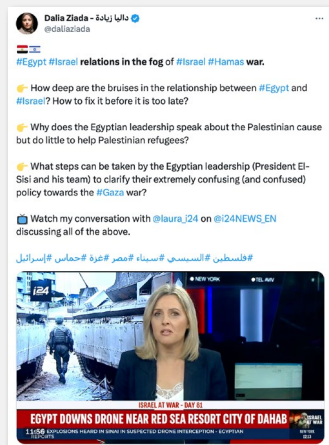 Dalia Ziada - داليا زيادة
@daliaziada
#Egypt #Israel relations in the fog of #Israel #Hamas war.
👉 How deep are the bruises in the relationship between #Egypt and
#Israel? How to fix it before it is too late?
👉 Why does the Egyptian leadership speak about the Palestinian cause
but do little to help Palestinian refugees?
👉 What steps can be taken by the Egyptian leadership (President El-
Sisi and his team) to clarify their extremely confusing (and confused)
policy towards the #Gaza war?
📺 Watch my conversation with @laura_i24 on @i24NEWS_EN
discussing all of the above.
#فلسطين #السيسي #سيناء #مصر #غزة #حماس #إسرائيل
i24
NEW YORK
TEL AVIV
ISRAEL AT WAR - DAY 81
EGYPT DOWNS DRONE NEAR RED SEA RESORT CITY OF DAHAB
ISRAEL AT WAR
11:56 EXPLOSIONS HEARD IN SINAI IN SUSPECTED DRONE INTERCEPTION - EGYPTIAN
REPORTS